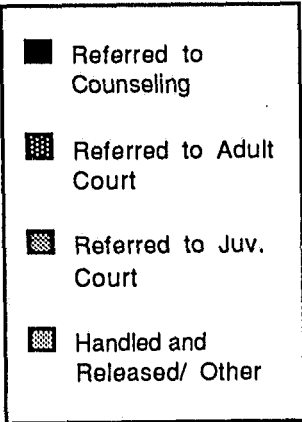 Referred to
Counseling
Referred to Adult
Court
Referred to Juv.
Court
Handled and
Released/ Other